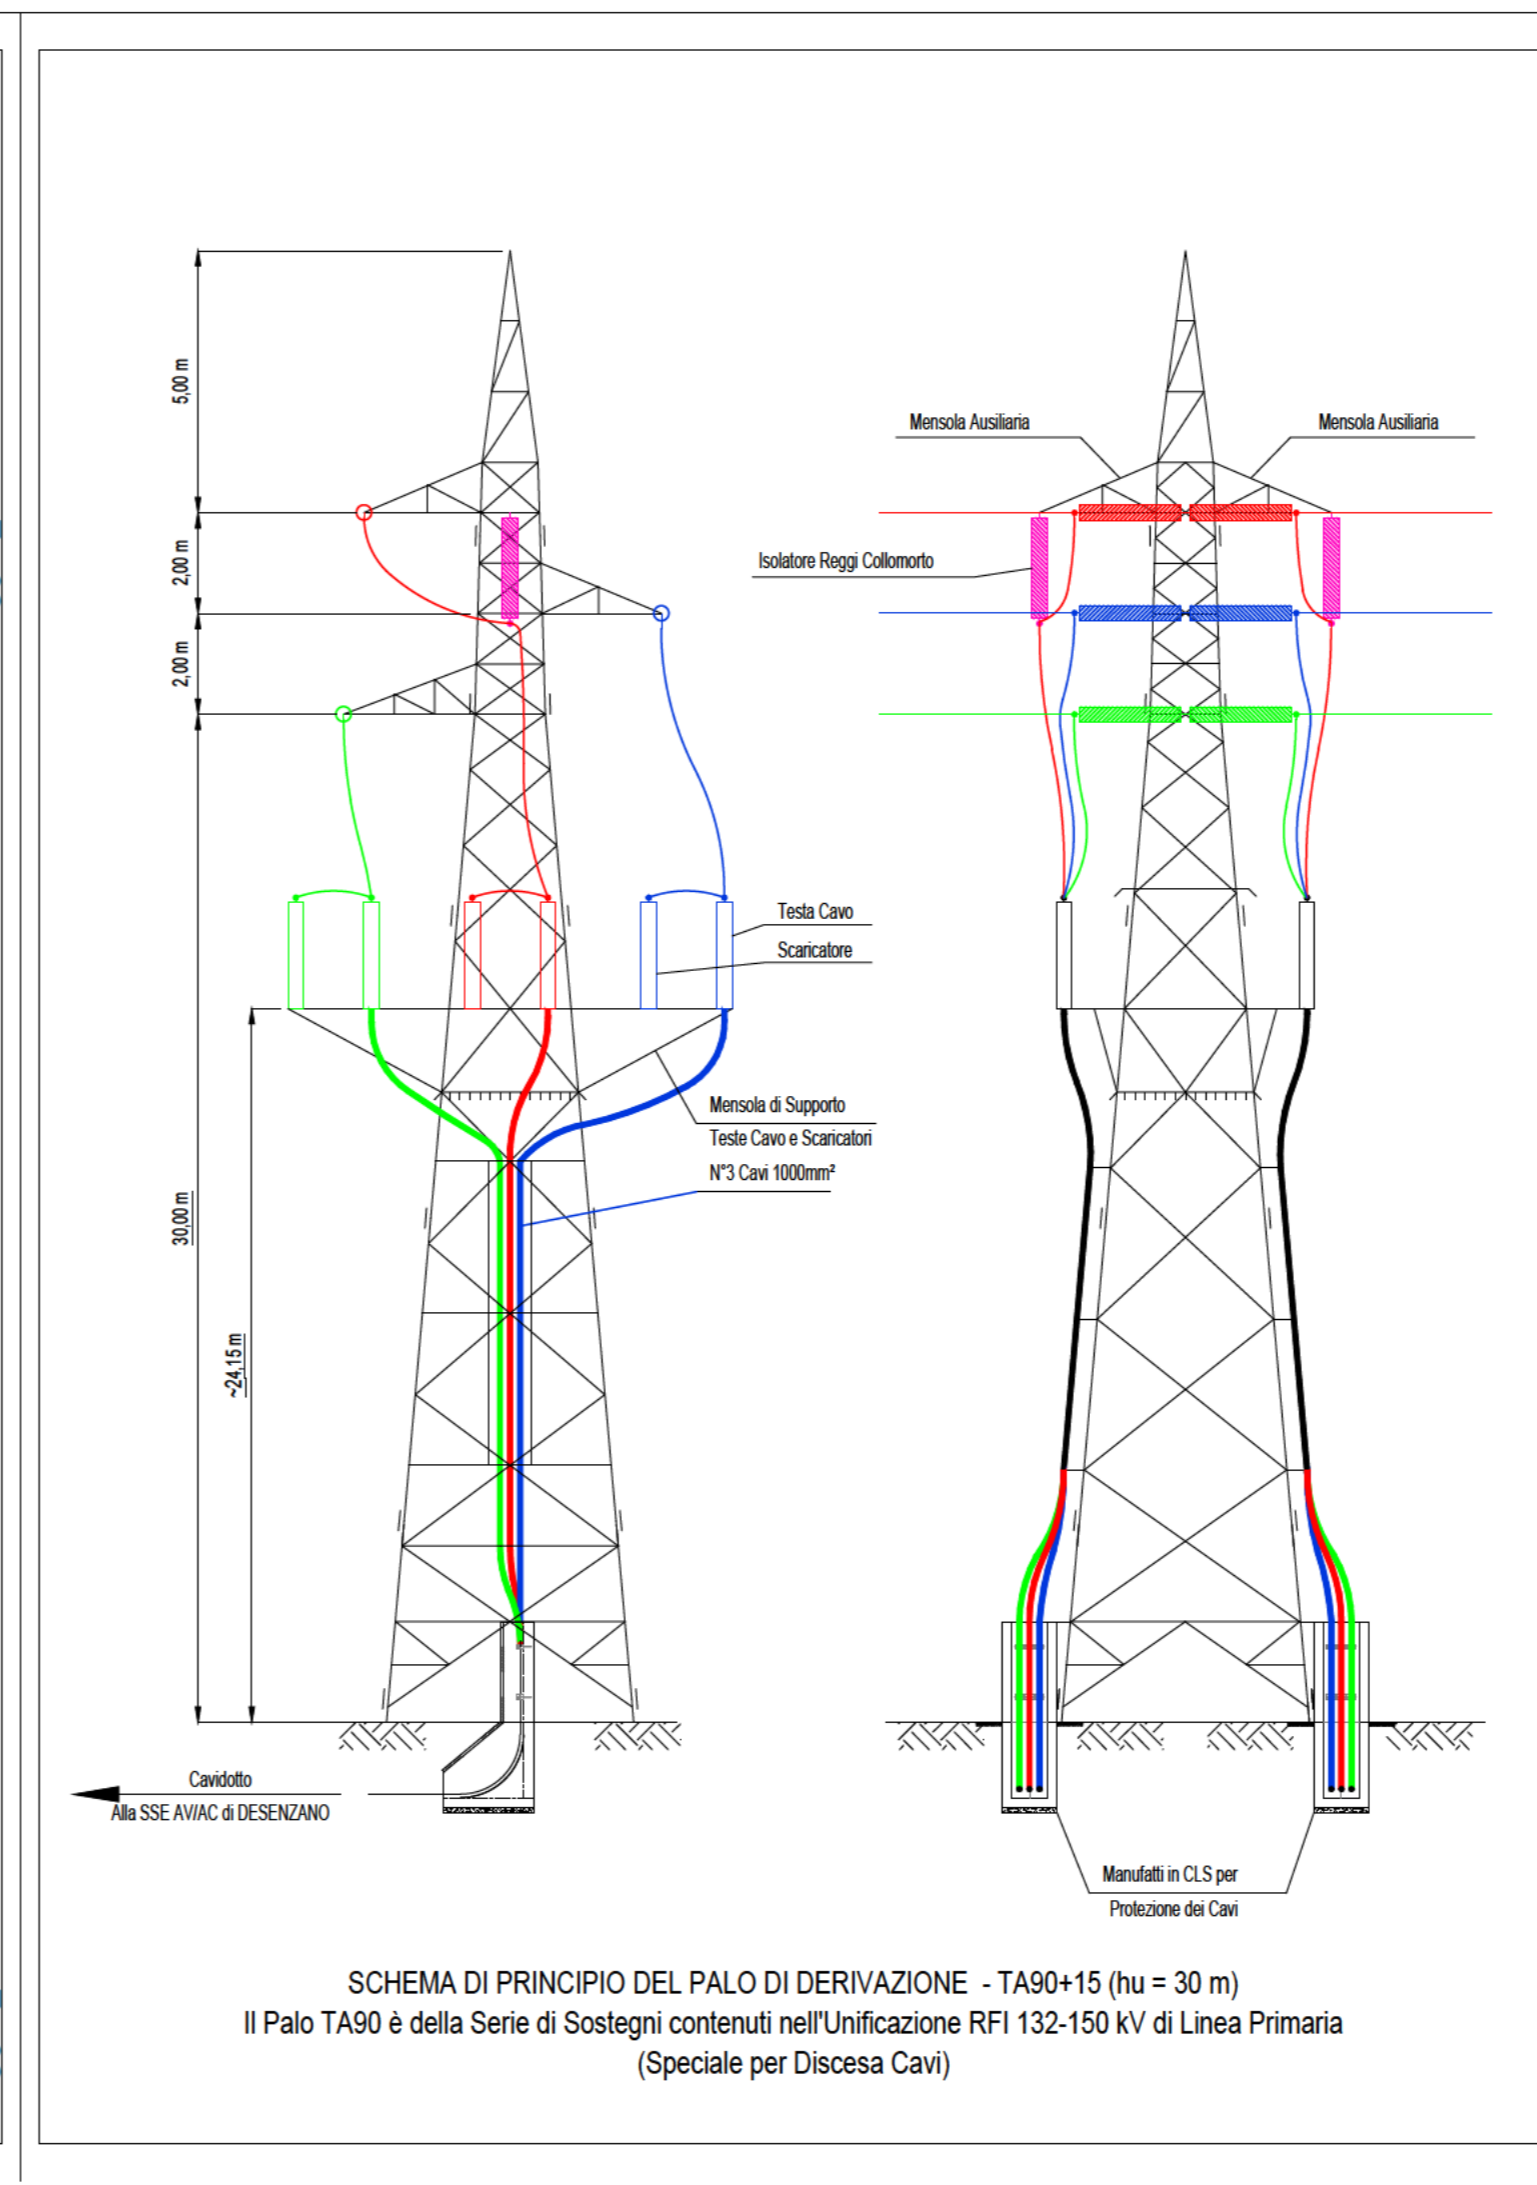 5,00 m
2,00 m
2,00 m
30,00 m
~24,15 m
Mensola Ausiliaria
Mensola Ausiliaria
Isolatore Reggi Collomorto
Testa Cavo
Scaricatore
Mensola di Supporto
Teste Cavo e Scaricatori
N°3 Cavi 1000mm²
Cavidotto
Alla SSE AV/AC di DESENZANO
Manufatti in CLS per
Protezione dei Cavi
SCHEMA DI PRINCIPIO DEL PALO DI DERIVAZIONE - TA90+15 (hu = 30 m)
Il Palo TA90 è della Serie di Sostegni contenuti nell'Unificazione RFI 132-150 kV di Linea Primaria
(Speciale per Discesa Cavi)